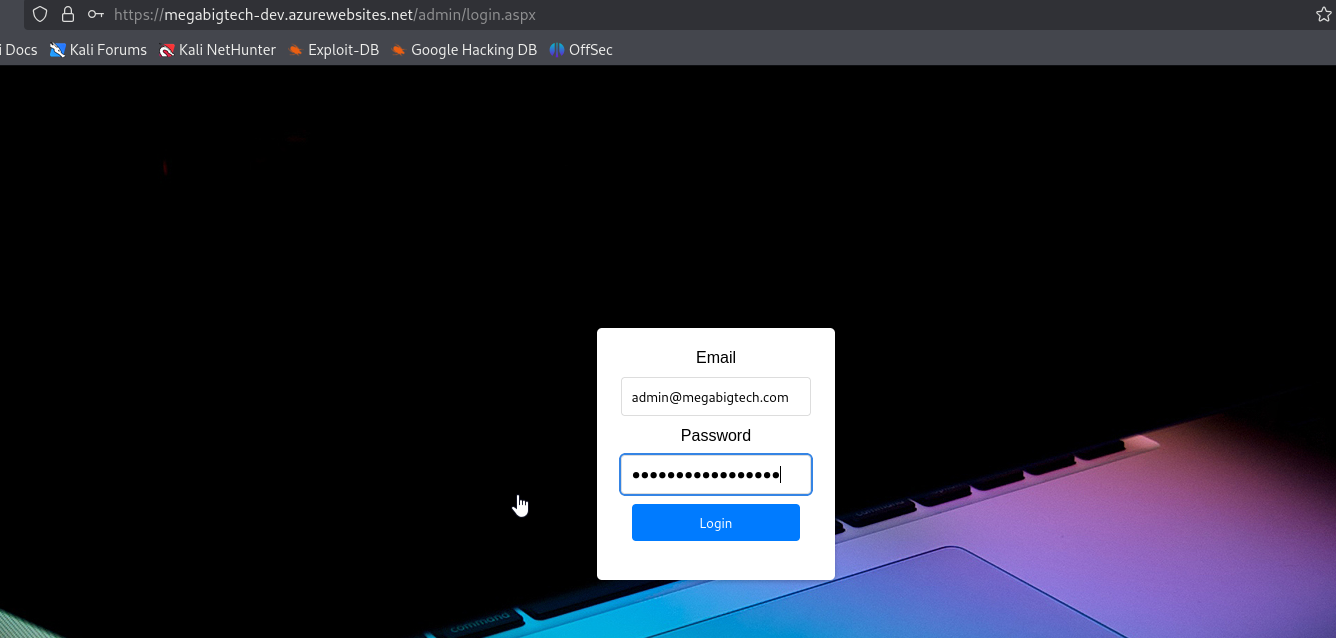 https://megabigtech-dev.azurewebsites.net/admin/login.aspx
i Docs Kali Forums Kali NetHunter Exploit-DB Google Hacking DB OffSec
Email
admin@megabigtech.com
Password
•••••••••••••••••
Login
command